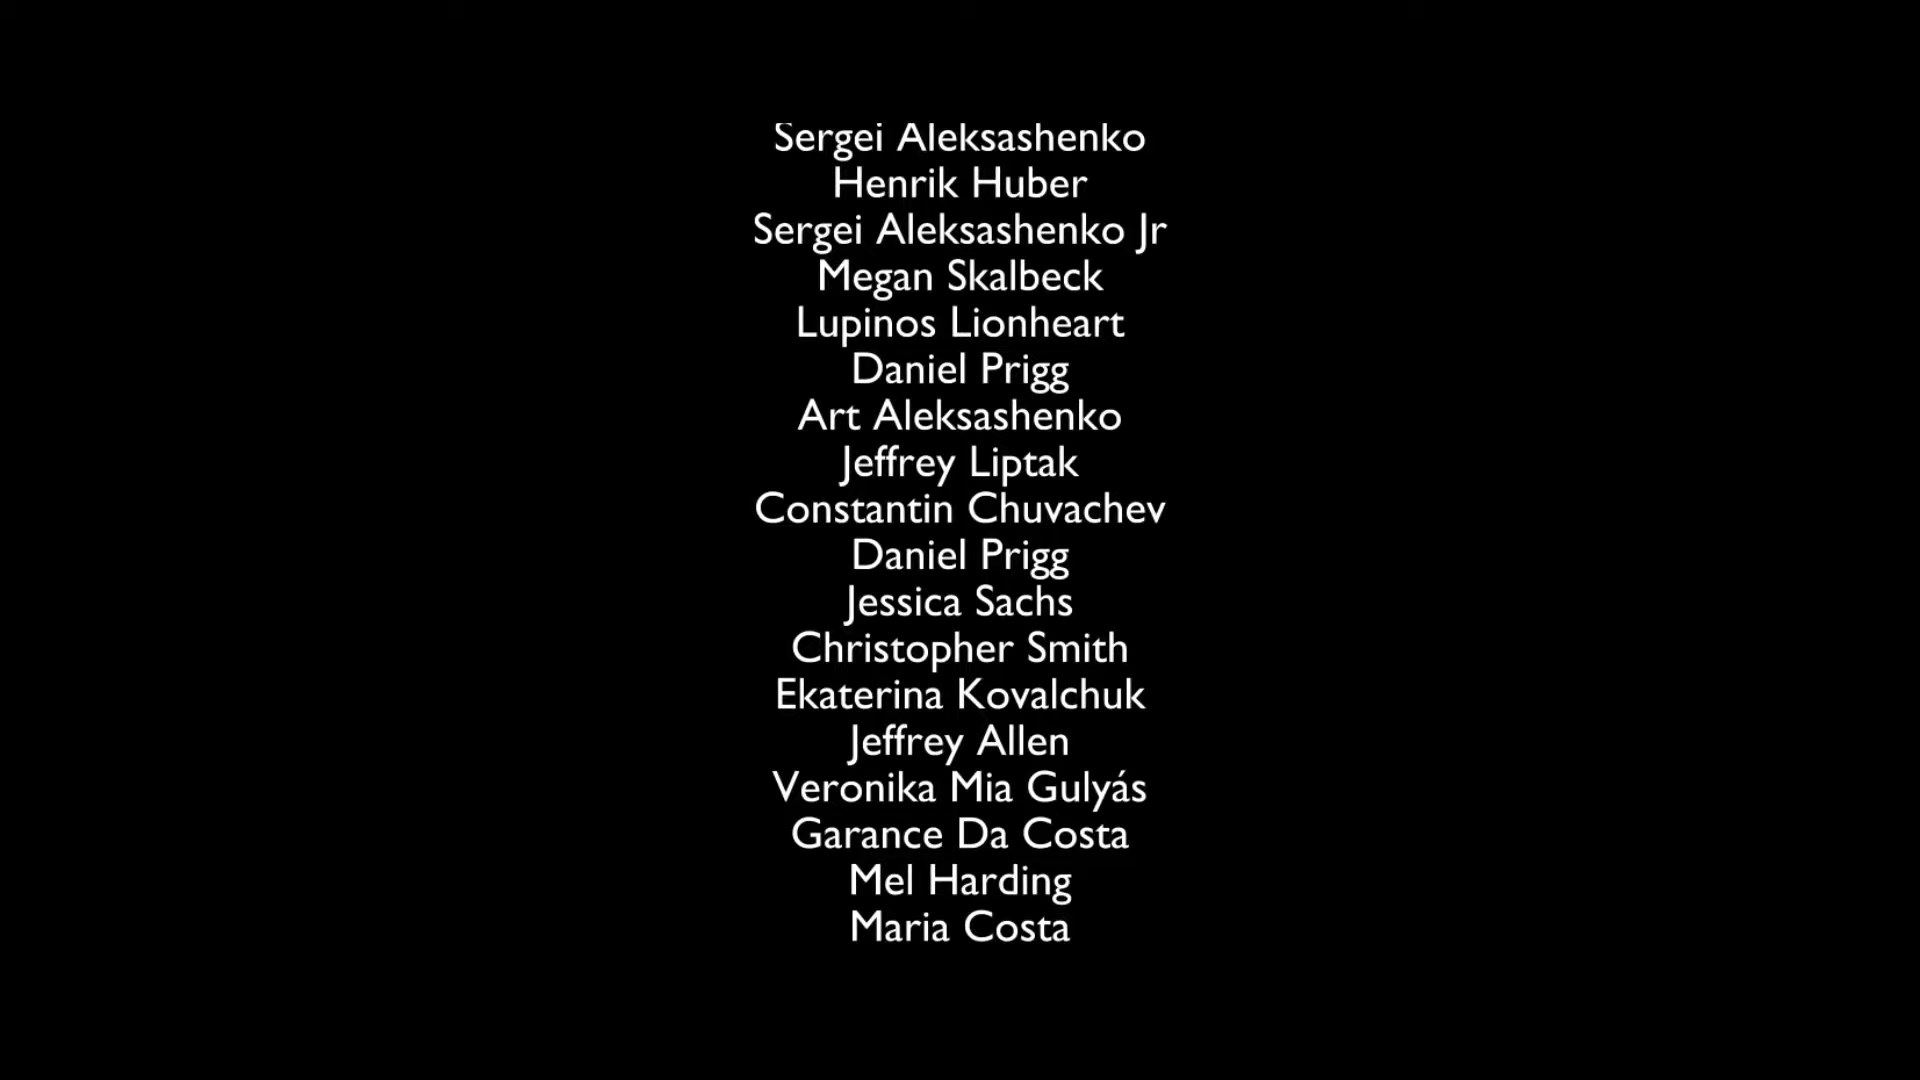 Sergei Aleksashenko
Henrik Huber
Sergei Aleksashenko Jr
Megan Skalbeck
Lupinos Lionheart
Daniel Prigg
Art Aleksashenko
Jeffrey Liptak
Constantin Chuvachev
Daniel Prigg
Jessica Sachs
Christopher Smith
Ekaterina Kovalchuk
Jeffrey Allen
Veronika Mia Gulyás
Garance Da Costa
Mel Harding
Maria Costa